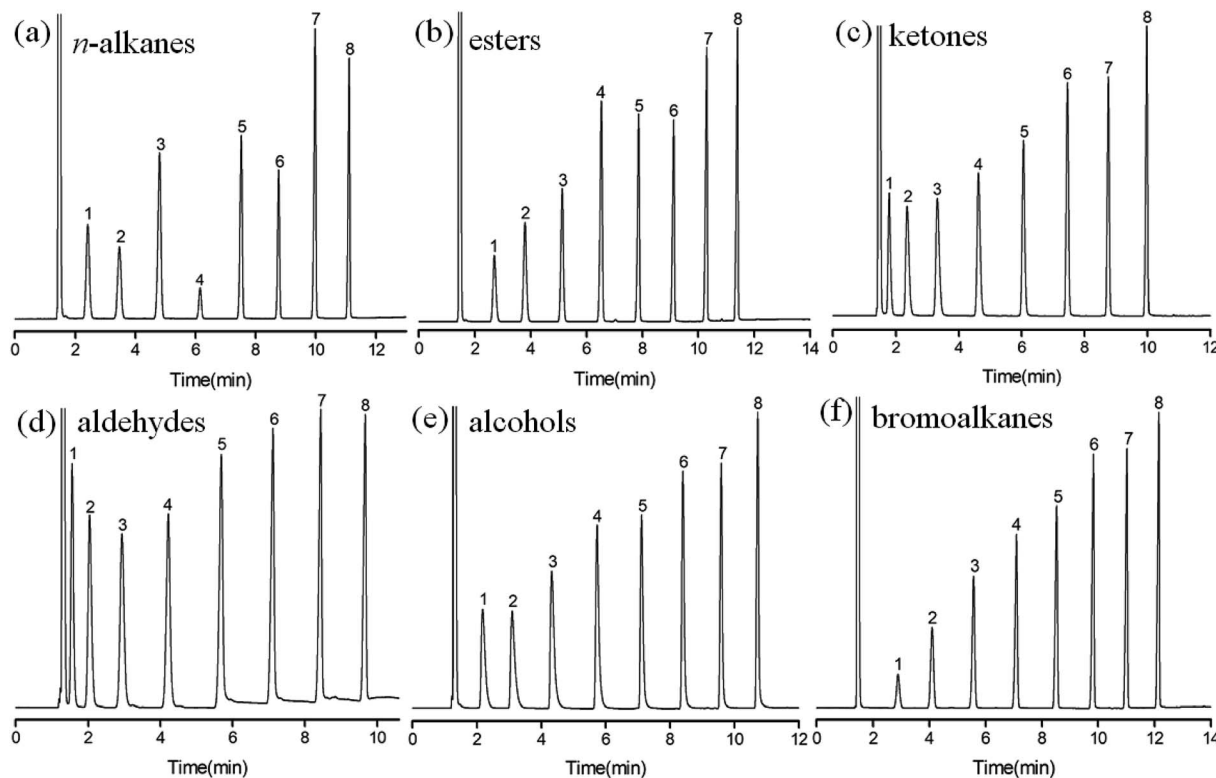 (a) n-alkanes
1 2 3 4 5 6 7 8
0 2 4 6 8 10 12
Time(min)
(b) esters
1 2 3 4 5 6 7 8
0 2 4 6 8 10 12 14
Time(min)
(c) ketones
1 2 3 4 5 6 7 8
0 2 4 6 8 10 12
Time(min)
(d) aldehydes
1 2 3 4 5 6 7 8
0 2 4 6 8 10
Time(min)
(e) alcohols
1 2 3 4 5 6 7 8
0 2 4 6 8 10 12
Time(min)
(f) bromoalkanes
1 2 3 4 5 6 7 8
0 2 4 6 8 10 12 14
Time(min)